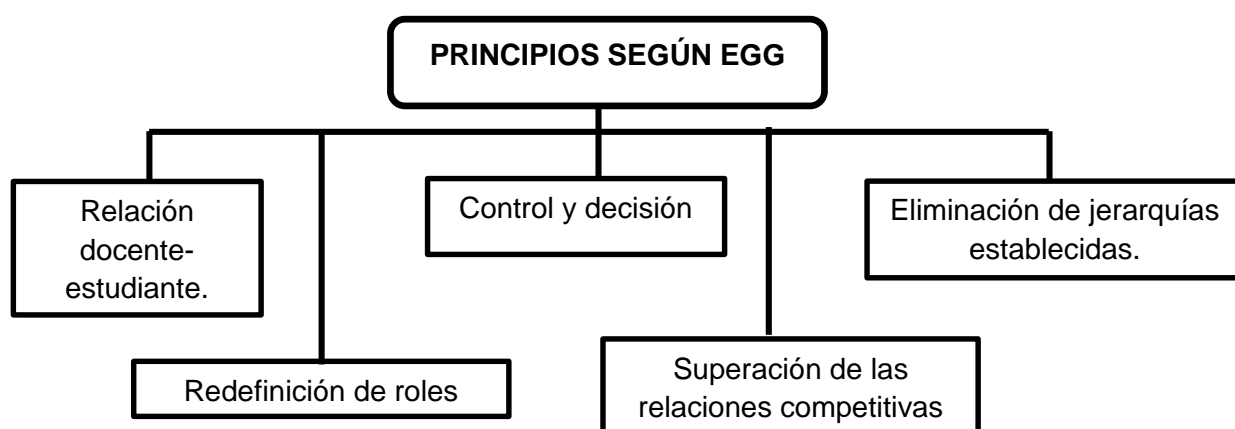 PRINCIPIOS SEGÚN EGG
Relación
docente-
estudiante.
Redefinición de roles
Control y decisión
Superación de las
relaciones competitivas
Eliminación de jerarquías
establecidas.